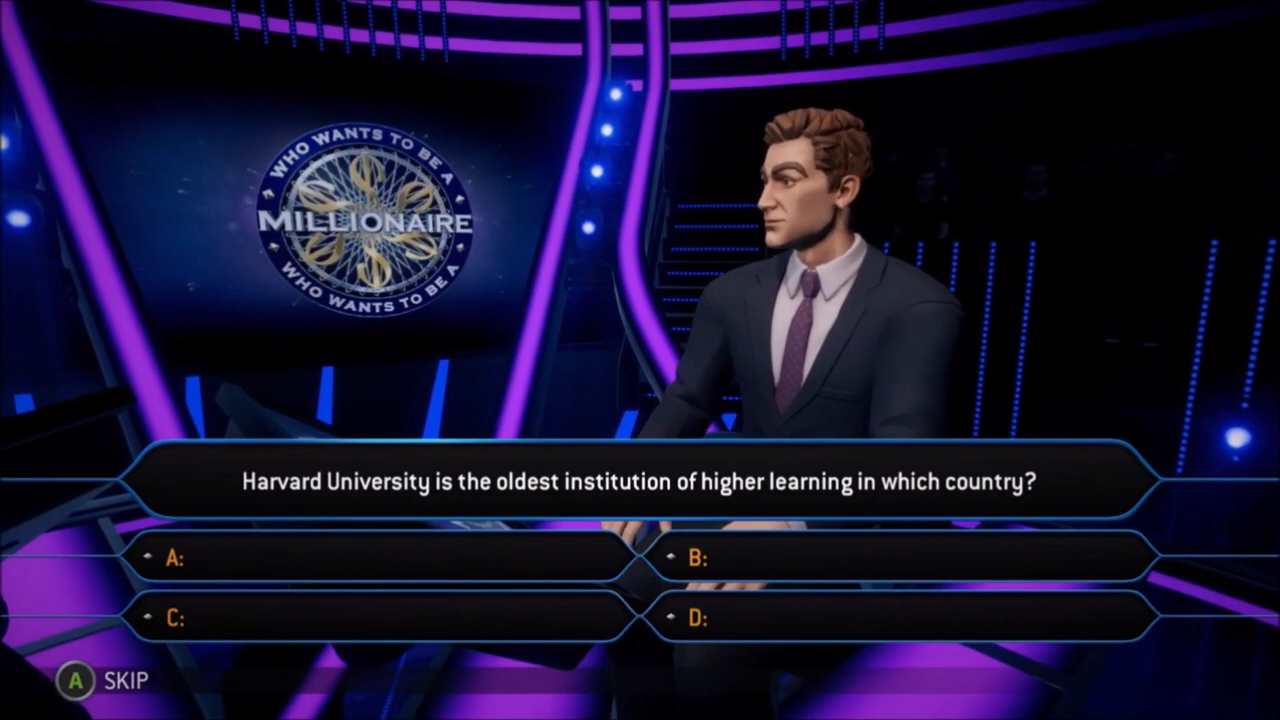 WHO WANTS TO BE A
MILLIONAIRE
WHO WANTS TO BE A
Harvard University is the oldest institution of higher learning in which country?
A:
B:
C:
D:
A SKIP